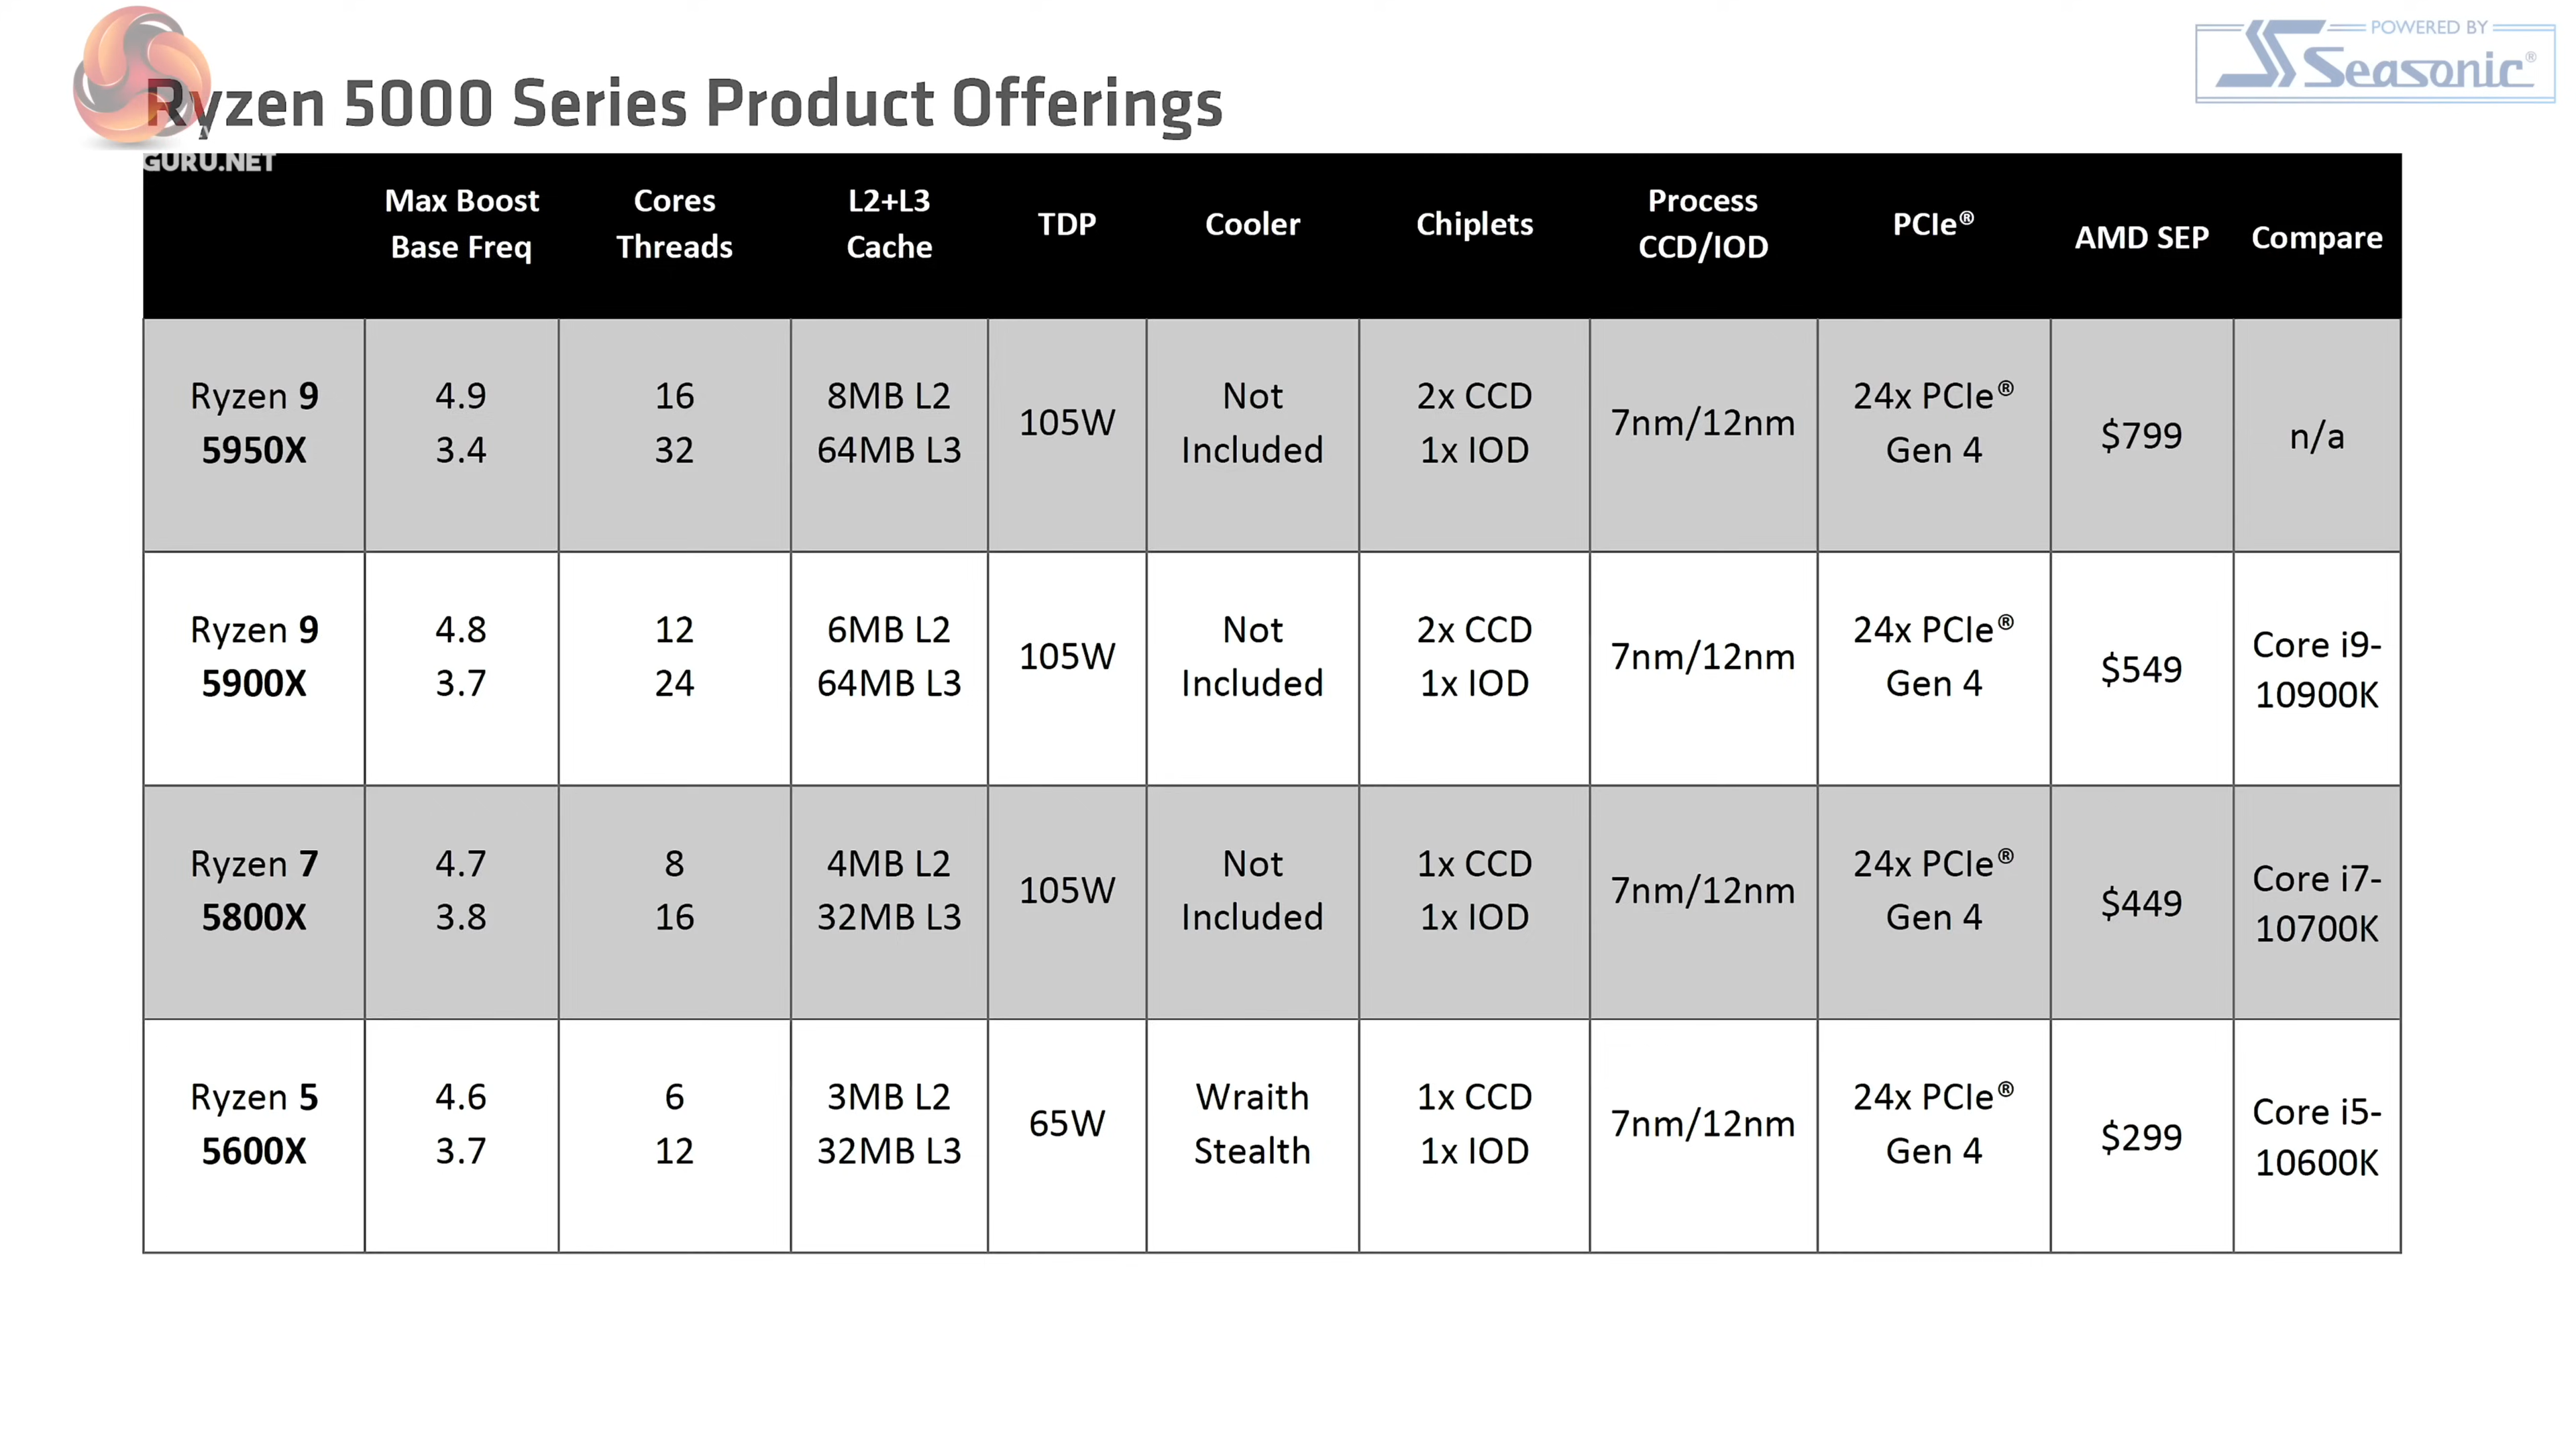 POWERED BY
Seasonic®
Ryzen 5000 Series Product Offerings
GURU.NET
Max Boost
Base Freq
Cores
Threads
L2+L3
Cache
TDP
Cooler
Chiplets
Process
CCD/IOD
PCIe®
AMD SEP
Compare
Ryzen 9
5950X
4.9
3.4
16
32
8MB L2
64MB L3
105W
Not
Included
2x CCD
1x IOD
7nm/12nm
24x PCIe®
Gen 4
$799
n/a
Ryzen 9
5900X
4.8
3.7
12
24
6MB L2
64MB L3
105W
Not
Included
2x CCD
1x IOD
7nm/12nm
24x PCIe®
Gen 4
$549
Core i9-
10900K
Ryzen 7
5800X
4.7
3.8
8
16
4MB L2
32MB L3
105W
Not
Included
1x CCD
1x IOD
7nm/12nm
24x PCIe®
Gen 4
$449
Core i7-
10700K
Ryzen 5
5600X
4.6
3.7
6
12
3MB L2
32MB L3
65W
Wraith
Stealth
1x CCD
1x IOD
7nm/12nm
24x PCIe®
Gen 4
$299
Core i5-
10600K